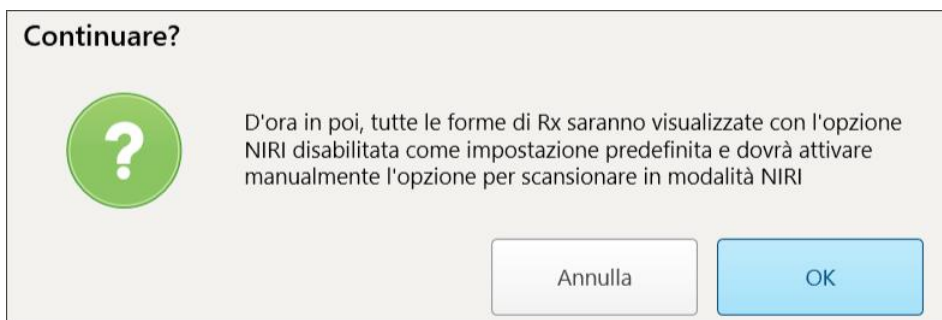 Continuare?
D'ora in poi, tutte le forme di Rx saranno visualizzate con l'opzione
NIRI disabilitata come impostazione predefinita e dovrà attivare
manualmente l'opzione per scansionare in modalità NIRI
Annulla
OK